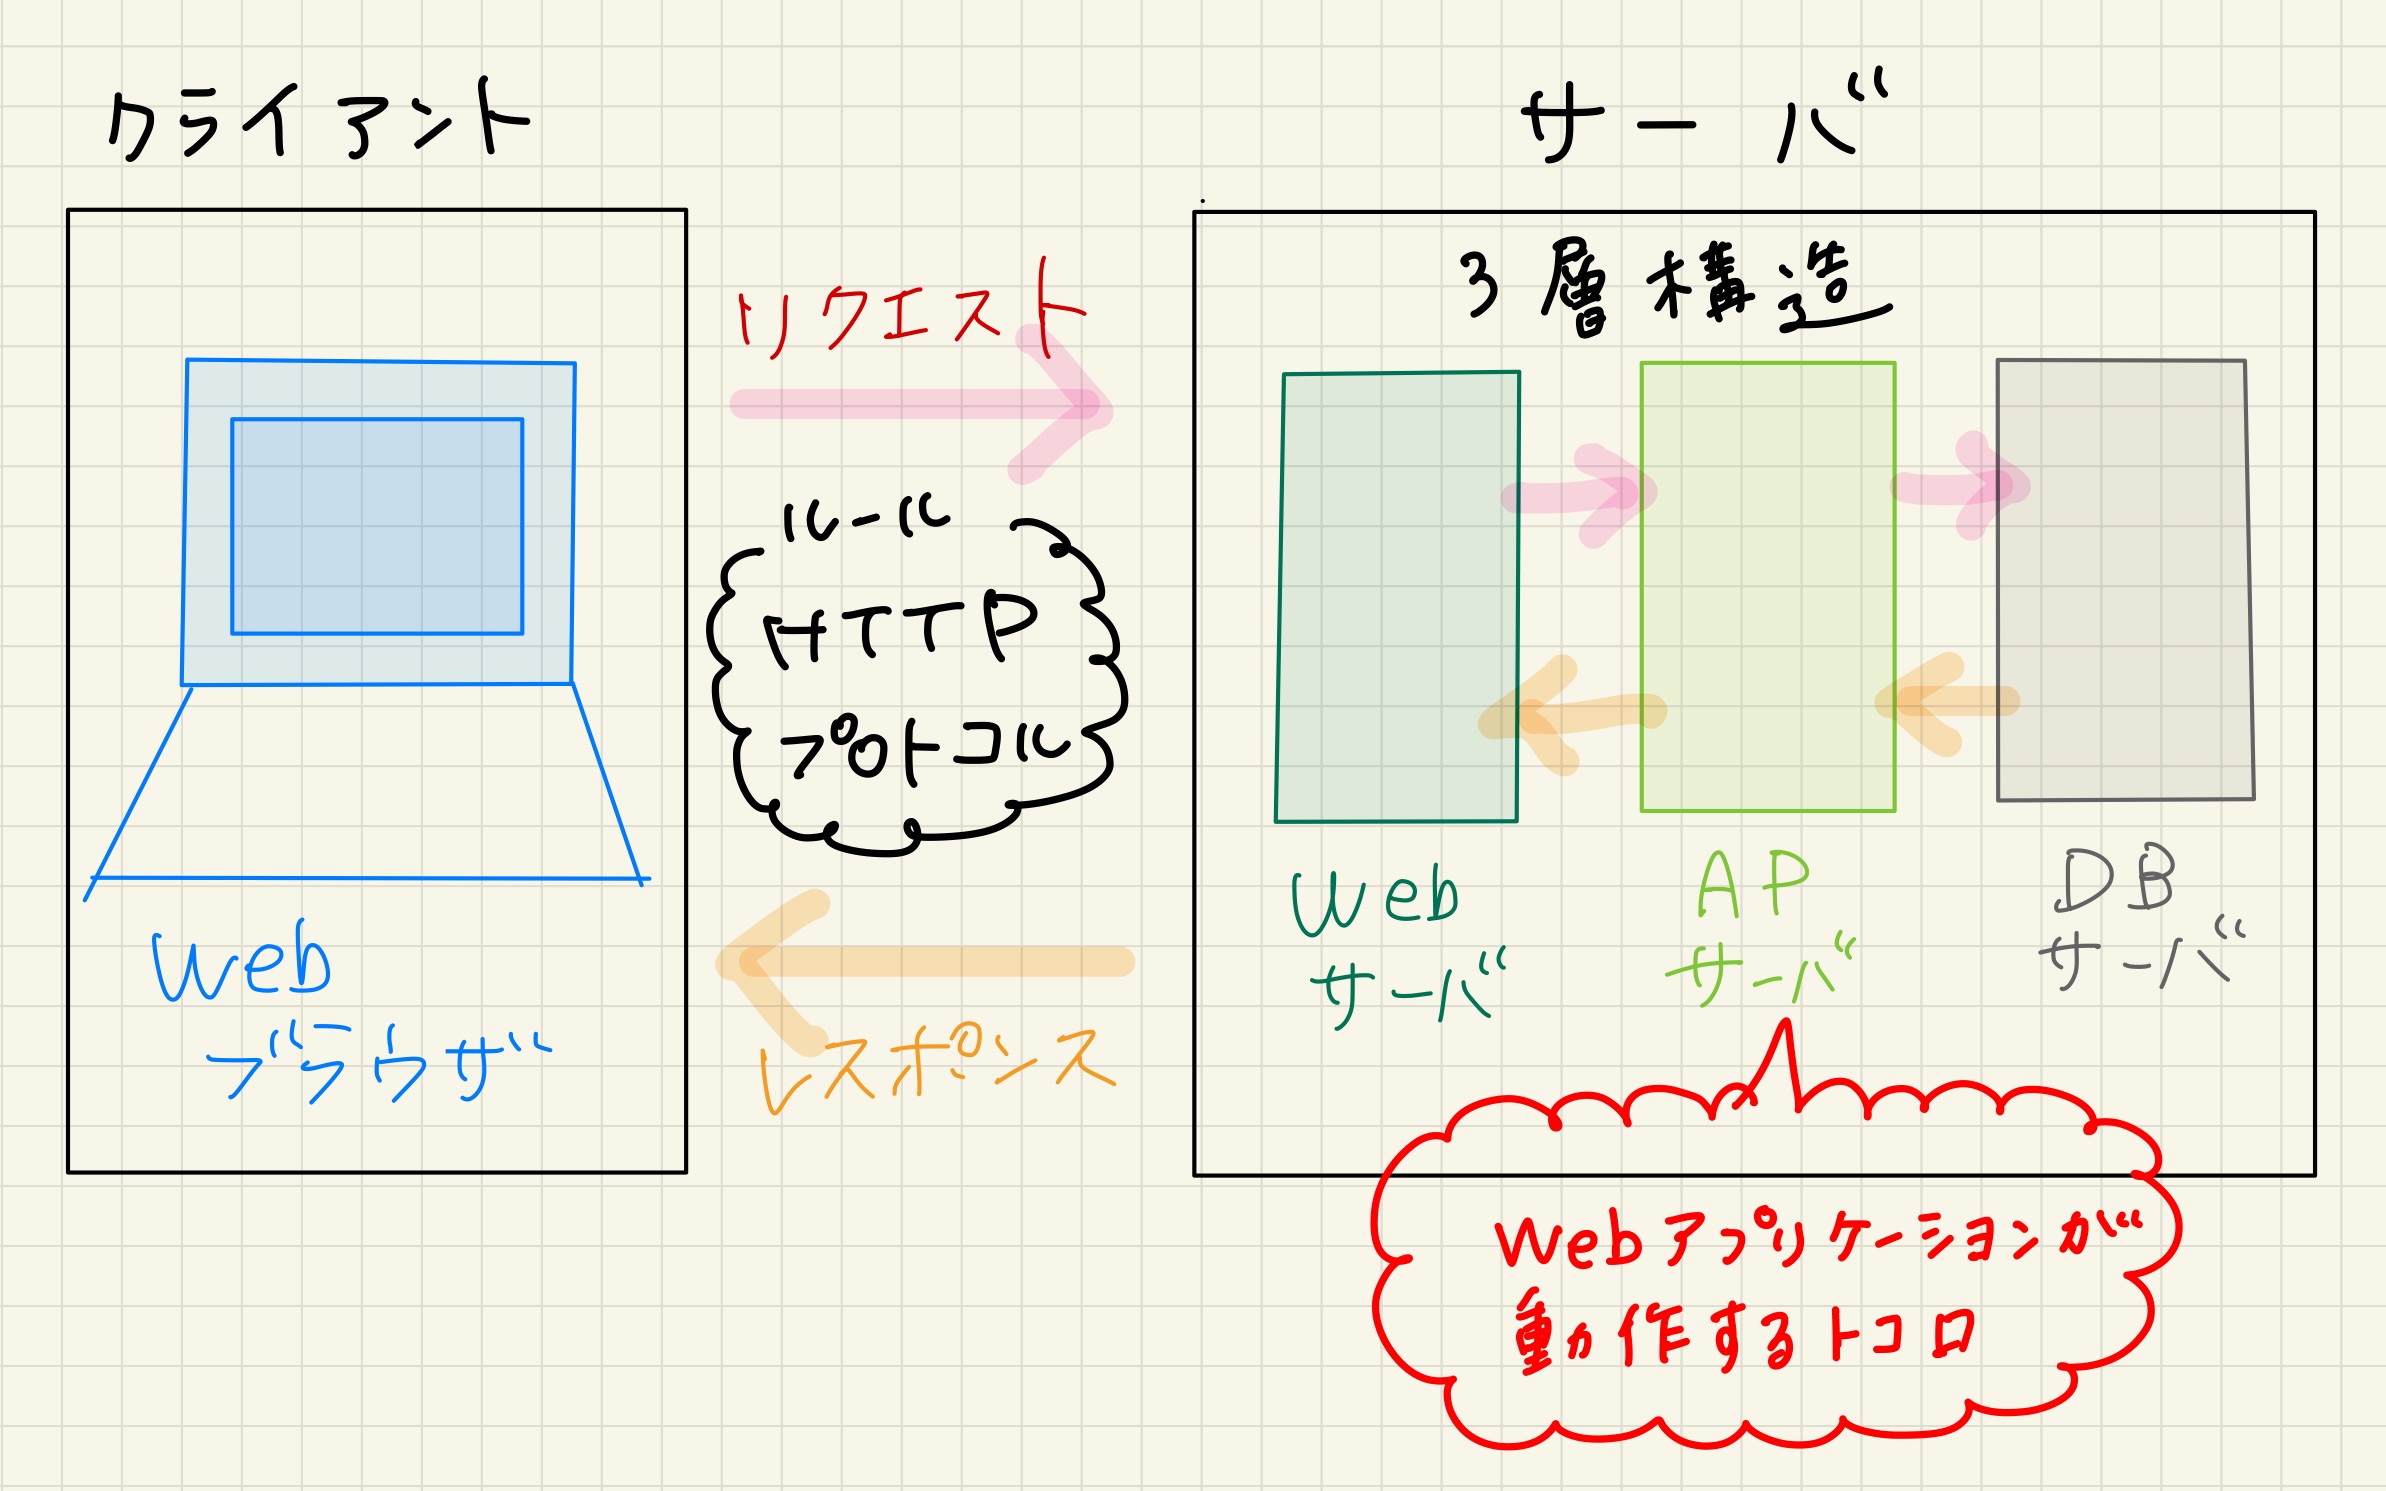 クライアント
サーバ
3層構造
リクエスト
ルール
HTTP
プロトコル
レスポンス
Web
ブラウザ
Web
サーバ
AP
サーバ
DB
サーバ
Webアプリケーションが
動作するトコロ